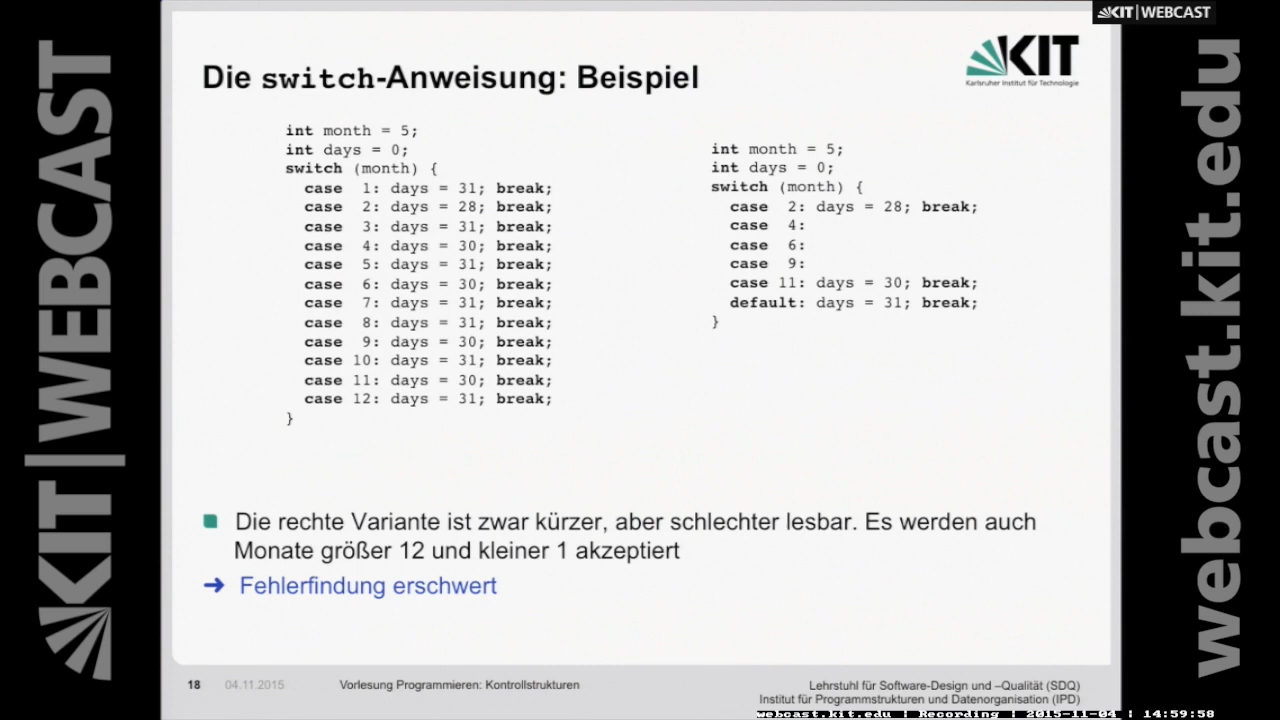 KIT | WEBCAST
KIT | WEBCAST
webcast.kit.edu
KIT
Karlsruher Institut für Technologie
Die switch-Anweisung: Beispiel
int month = 5;
int days = 0;
switch (month) {
case 1: days = 31; break;
case 2: days = 28; break;
case 3: days = 31; break;
case 4: days = 30; break;
case 5: days = 31; break;
case 6: days = 30; break;
case 7: days = 31; break;
case 8: days = 31; break;
case 9: days = 30; break;
case 10: days = 31; break;
case 11: days = 30; break;
case 12: days = 31; break;
}
int month = 5;
int days = 0;
switch (month) {
case 2: days = 28; break;
case 4:
case 6:
case 9:
case 11: days = 30; break;
default: days = 31; break;
}
Die rechte Variante ist zwar kürzer, aber schlechter lesbar. Es werden auch
Monate größer 12 und kleiner 1 akzeptiert
➔ Fehlerfindung erschwert
18 04.11.2015 Vorlesung Programmieren: Kontrollstrukturen
Lehrstuhl für Software-Design und –Qualität (SDQ)
Institut für Programmstrukturen und Datenorganisation (IPD)
webcast.kit.edu | Recording | 2015-11-04 | 14:59:58